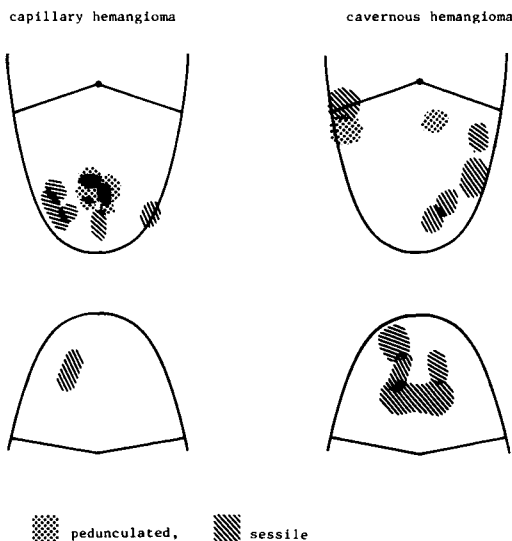 capillary hemangioma
cavernous hemangioma
pedunculated,
sessile